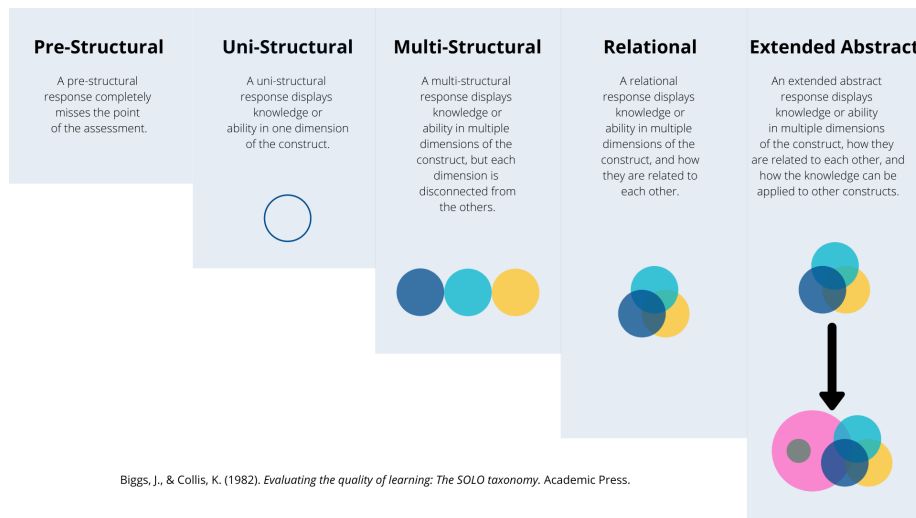 Pre-Structural
A pre-structural
response completely
misses the point
of the assessment.
Uni-Structural
A uni-structural
response displays
knowledge or
ability in one dimension
of the construct.
Multi-Structural
A multi-structural
response displays
knowledge or
ability in multiple
dimensions of the
construct, but each
dimension is
disconnected from
the others.
Relational
A relational
response displays
knowledge or
ability in multiple
dimensions of the
construct, and how
they are related to
each other.
Extended Abstract
An extended abstract
response displays
knowledge or ability
in multiple dimensions
of the construct, how they
are related to each other, and
how the knowledge can be
applied to other constructs.
Biggs, J., & Collis, K. (1982). Evaluating the quality of learning: The SOLO taxonomy. Academic Press.